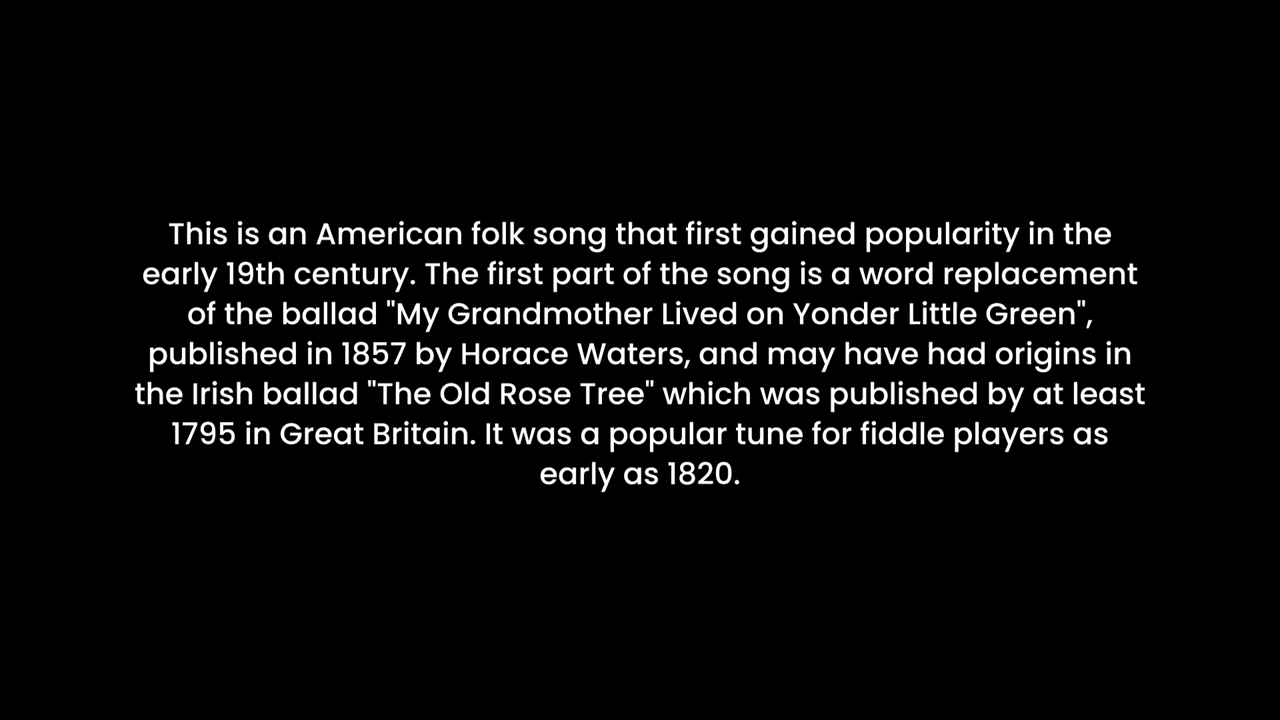 This is an American folk song that first gained popularity in the
early 19th century. The first part of the song is a word replacement
of the ballad "My Grandmother Lived on Yonder Little Green",
published in 1857 by Horace Waters, and may have had origins in
the Irish ballad "The Old Rose Tree" which was published by at least
1795 in Great Britain. It was a popular tune for fiddle players as
early as 1820.